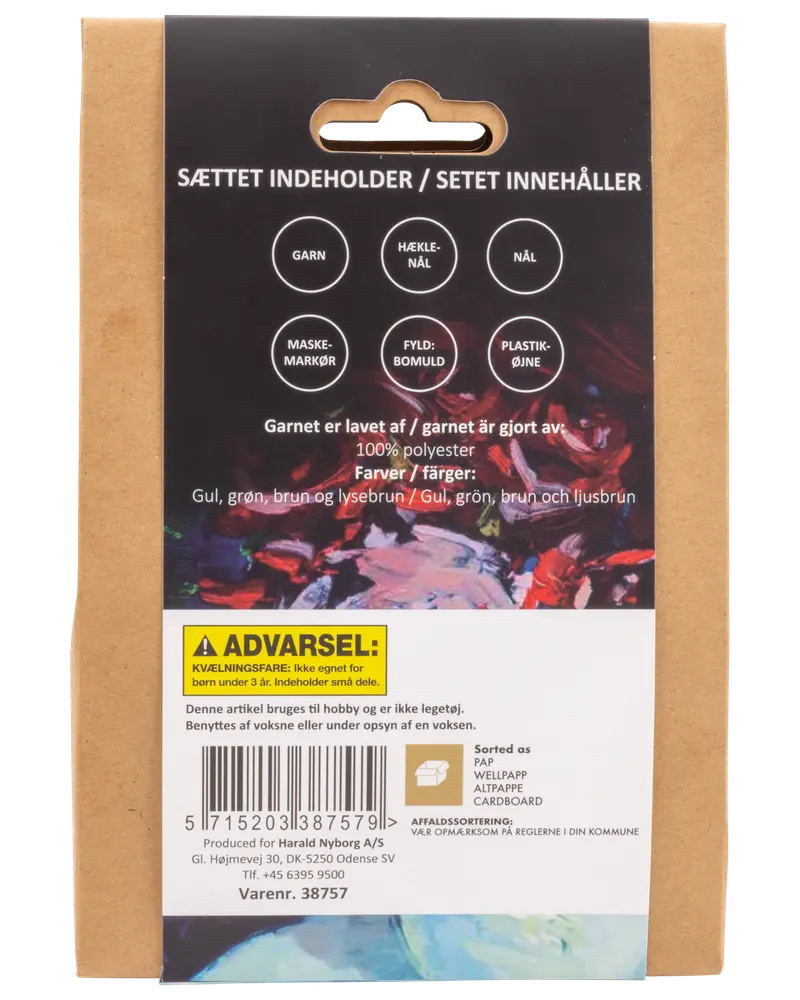 SÆTTET INDEHOLDER / SETET INNEHÅLLER
GARN
HÆKLE-
NÅL
NÅL
MASKE-
MARKØR
FYLD:
BOMULD
PLASTIK-
ØJNE
Garnet er lavet af / garnet är gjort av:
100% polyester
Farver / färger:
Gul, grøn, brun og lysebrun / Gul, grön, brun och ljusbrun
ADVARSEL:
KVÆLNINGSFARE: Ikke egnet for
børn under 3 år. Indeholder små dele.
Denne artikel bruges til hobby og er ikke legetøj.
Benyttes af voksne eller under opsyn af en voksen.
5 715203 387579 >
Produced for Harald Nyborg A/S
Gl. Højmevej 30, DK-5250 Odense SV
Tlf. +45 6395 9500
Varenr. 38757
Sorted as
PAP
WELLPAPP
ALTPAPPE
CARDBOARD
AFFALDSSORTERING:
VÆR OPMÆRKSOM PÅ REGLERNE I DIN KOMMUNE